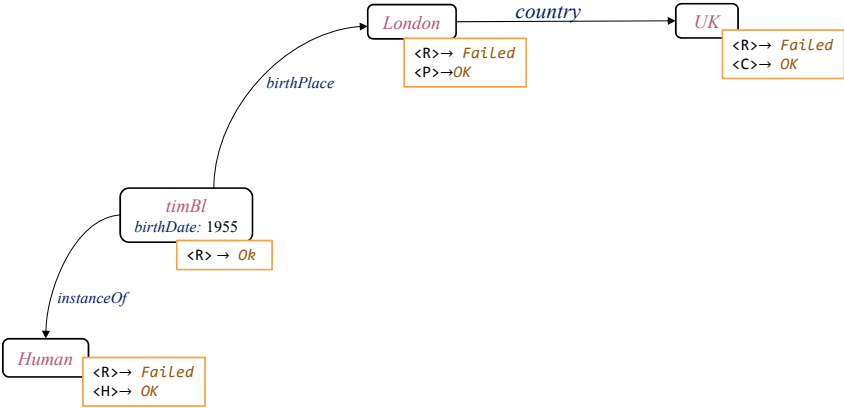 London
country
UK
<R>→ Failed
<P>→OK
<R>→ Failed
<C>→ OK
birthPlace
timBl
birthDate: 1955
<R> → Ok
instanceOf
Human
<R>→ Failed
<H>→ OK